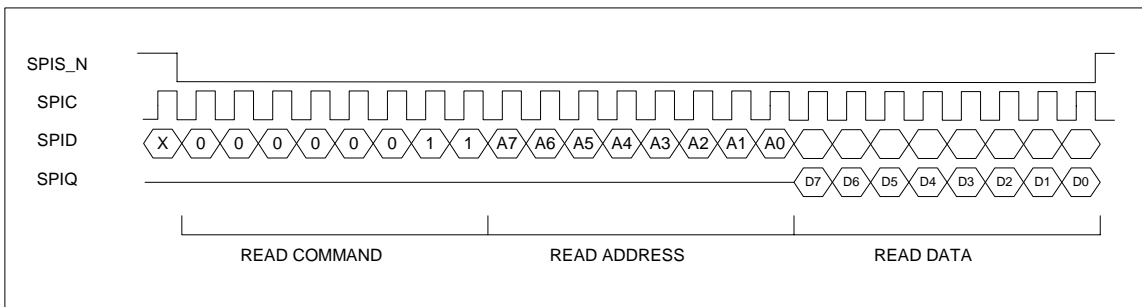 SPIS_N
SPIC
SPID X 0 0 0 0 0 0 1 1 A7 A6 A5 A4 A3 A2 A1 A0
SPIQ D7 D6 D5 D4 D3 D2 D1 D0
READ COMMAND READ ADDRESS READ DATA